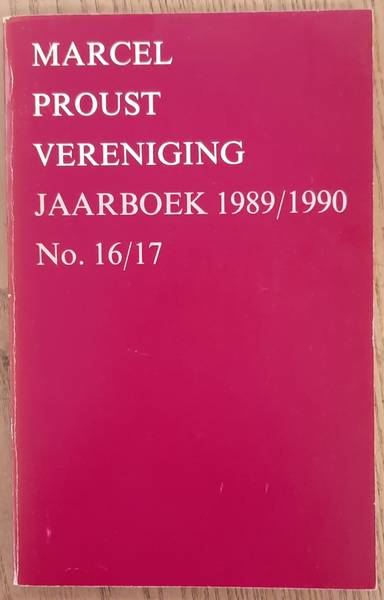 MARCEL
PROUST
VERENIGING
JAARBOEK 1989/1990
No. 16/17